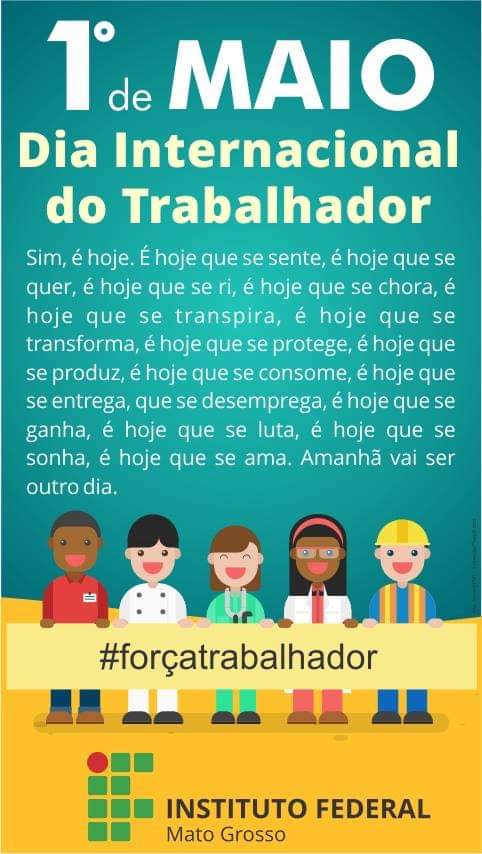 1º de MAIO
Dia Internacional
do Trabalhador
Sim, é hoje. É hoje que se sente, é hoje que se
quer, é hoje que se ri, é hoje que se chora, é
hoje que se transpira, é hoje que se
transforma, é hoje que se protege, é hoje que
se produz, é hoje que se consome, é hoje que
se entrega, que se desemprega, é hoje que se
ganha, é hoje que se luta, é hoje que se
sonha, é hoje que se ama. Amanhã vai ser
outro dia.
#forçatrabalhador
INSTITUTO FEDERAL
Mato Grosso